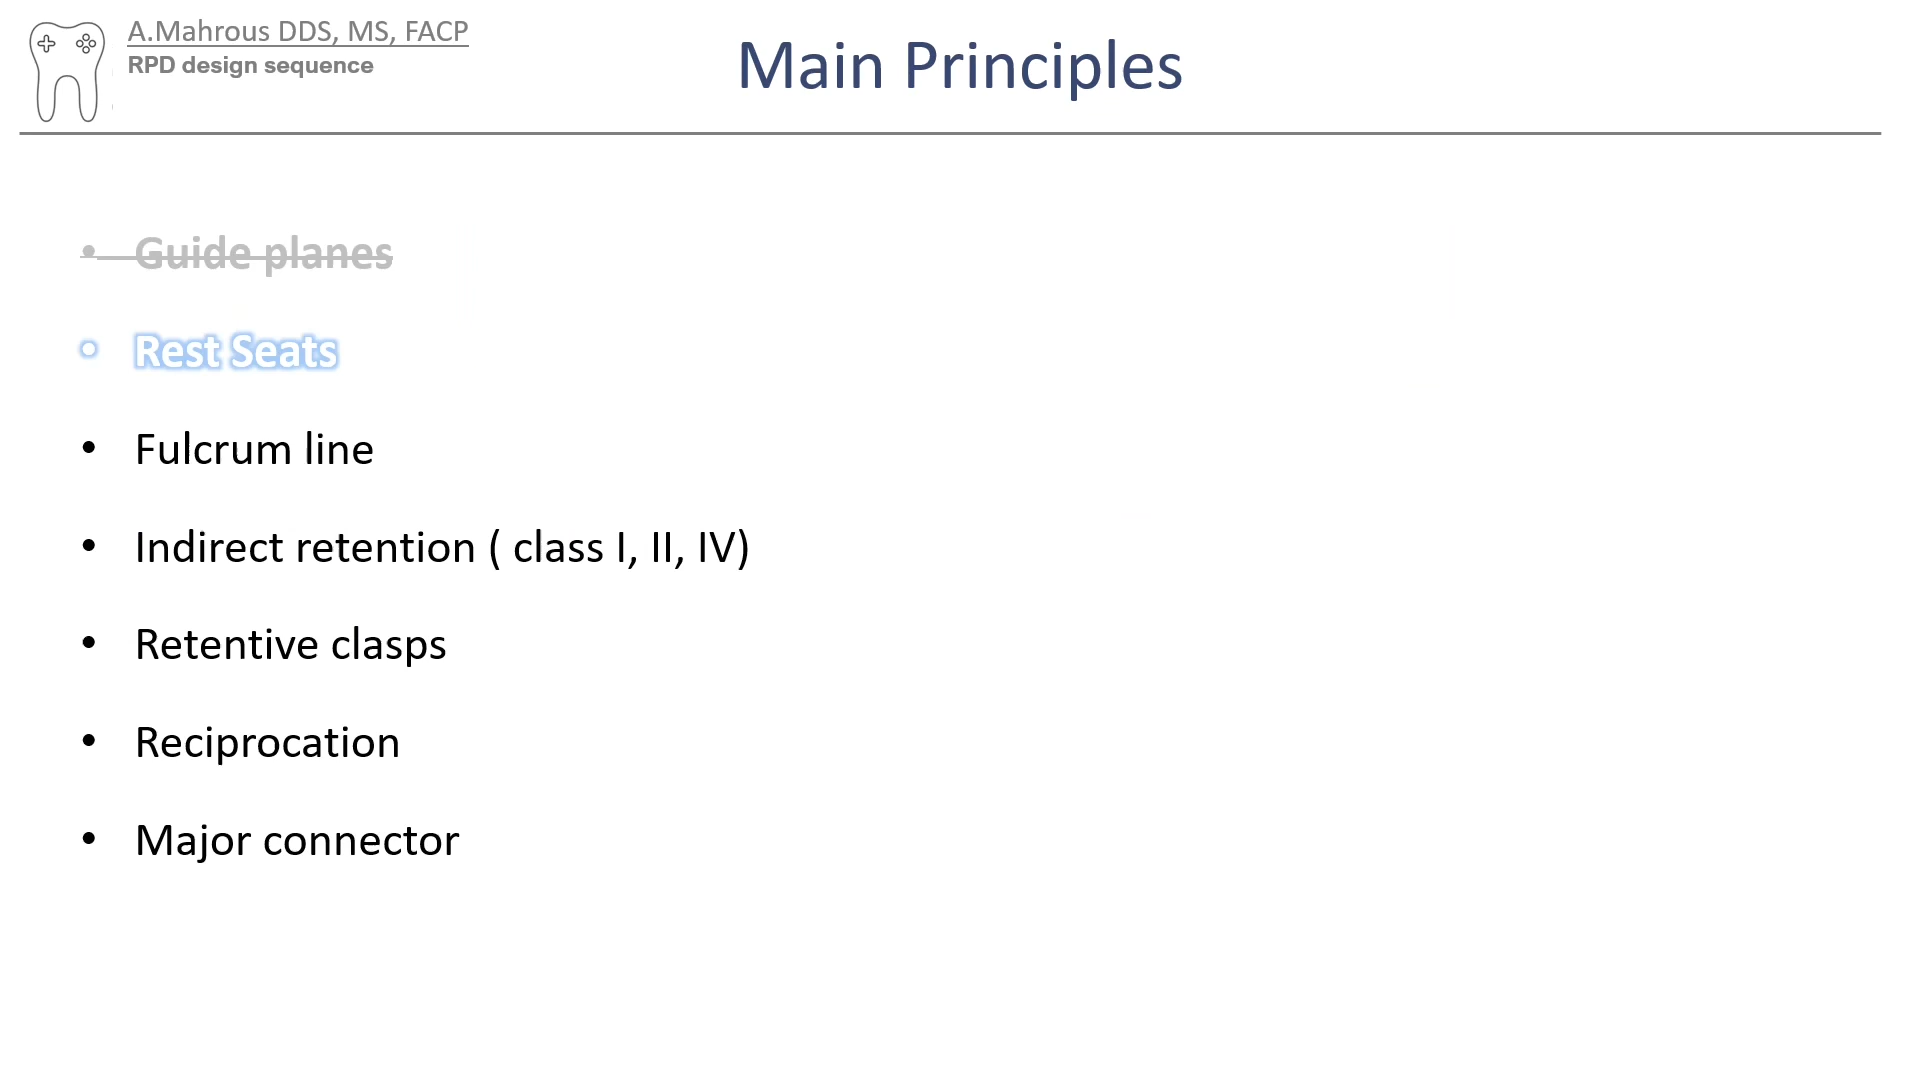 A.Mahrous DDS, MS, FACP
RPD design sequence
Main Principles
• Guide planes
• Rest Seats
• Fulcrum line
• Indirect retention ( class I, II, IV)
• Retentive clasps
• Reciprocation
• Major connector